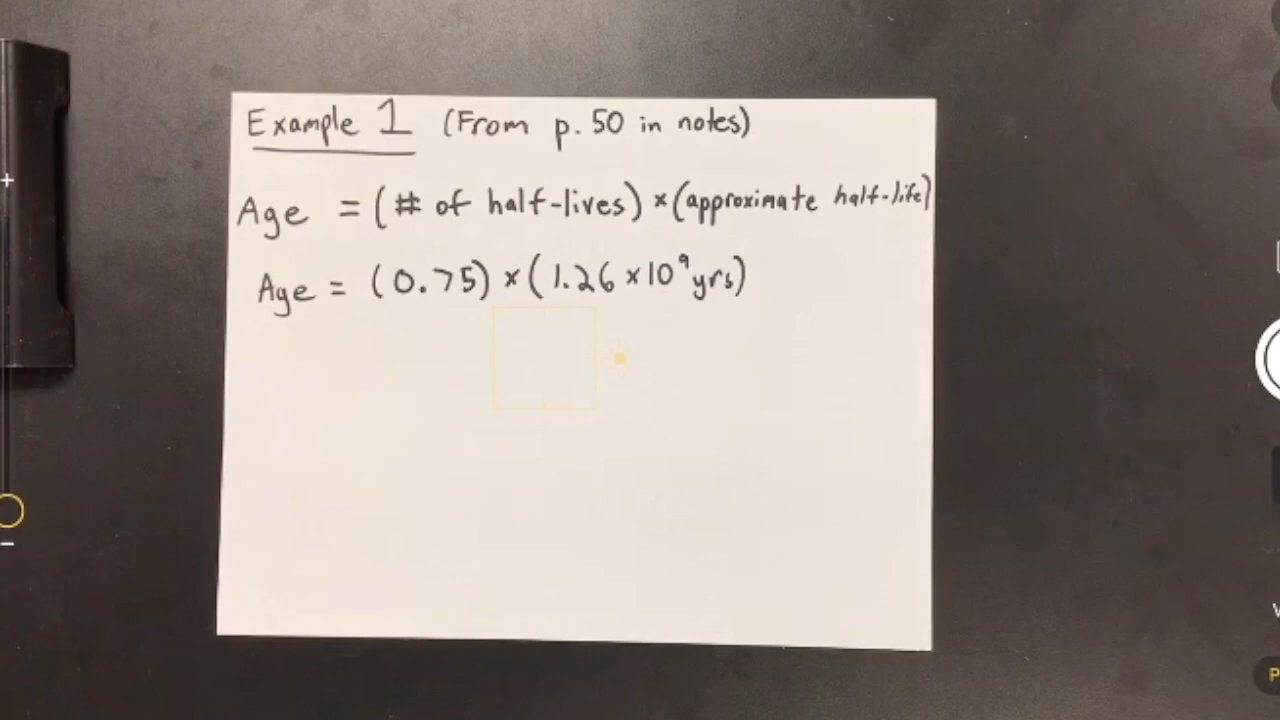 Example 1 (From p. 50 in notes)
Age = (# of half-lives) × (approximate half-life)
Age = (0.75) × (1.26 × 10⁹ yrs)